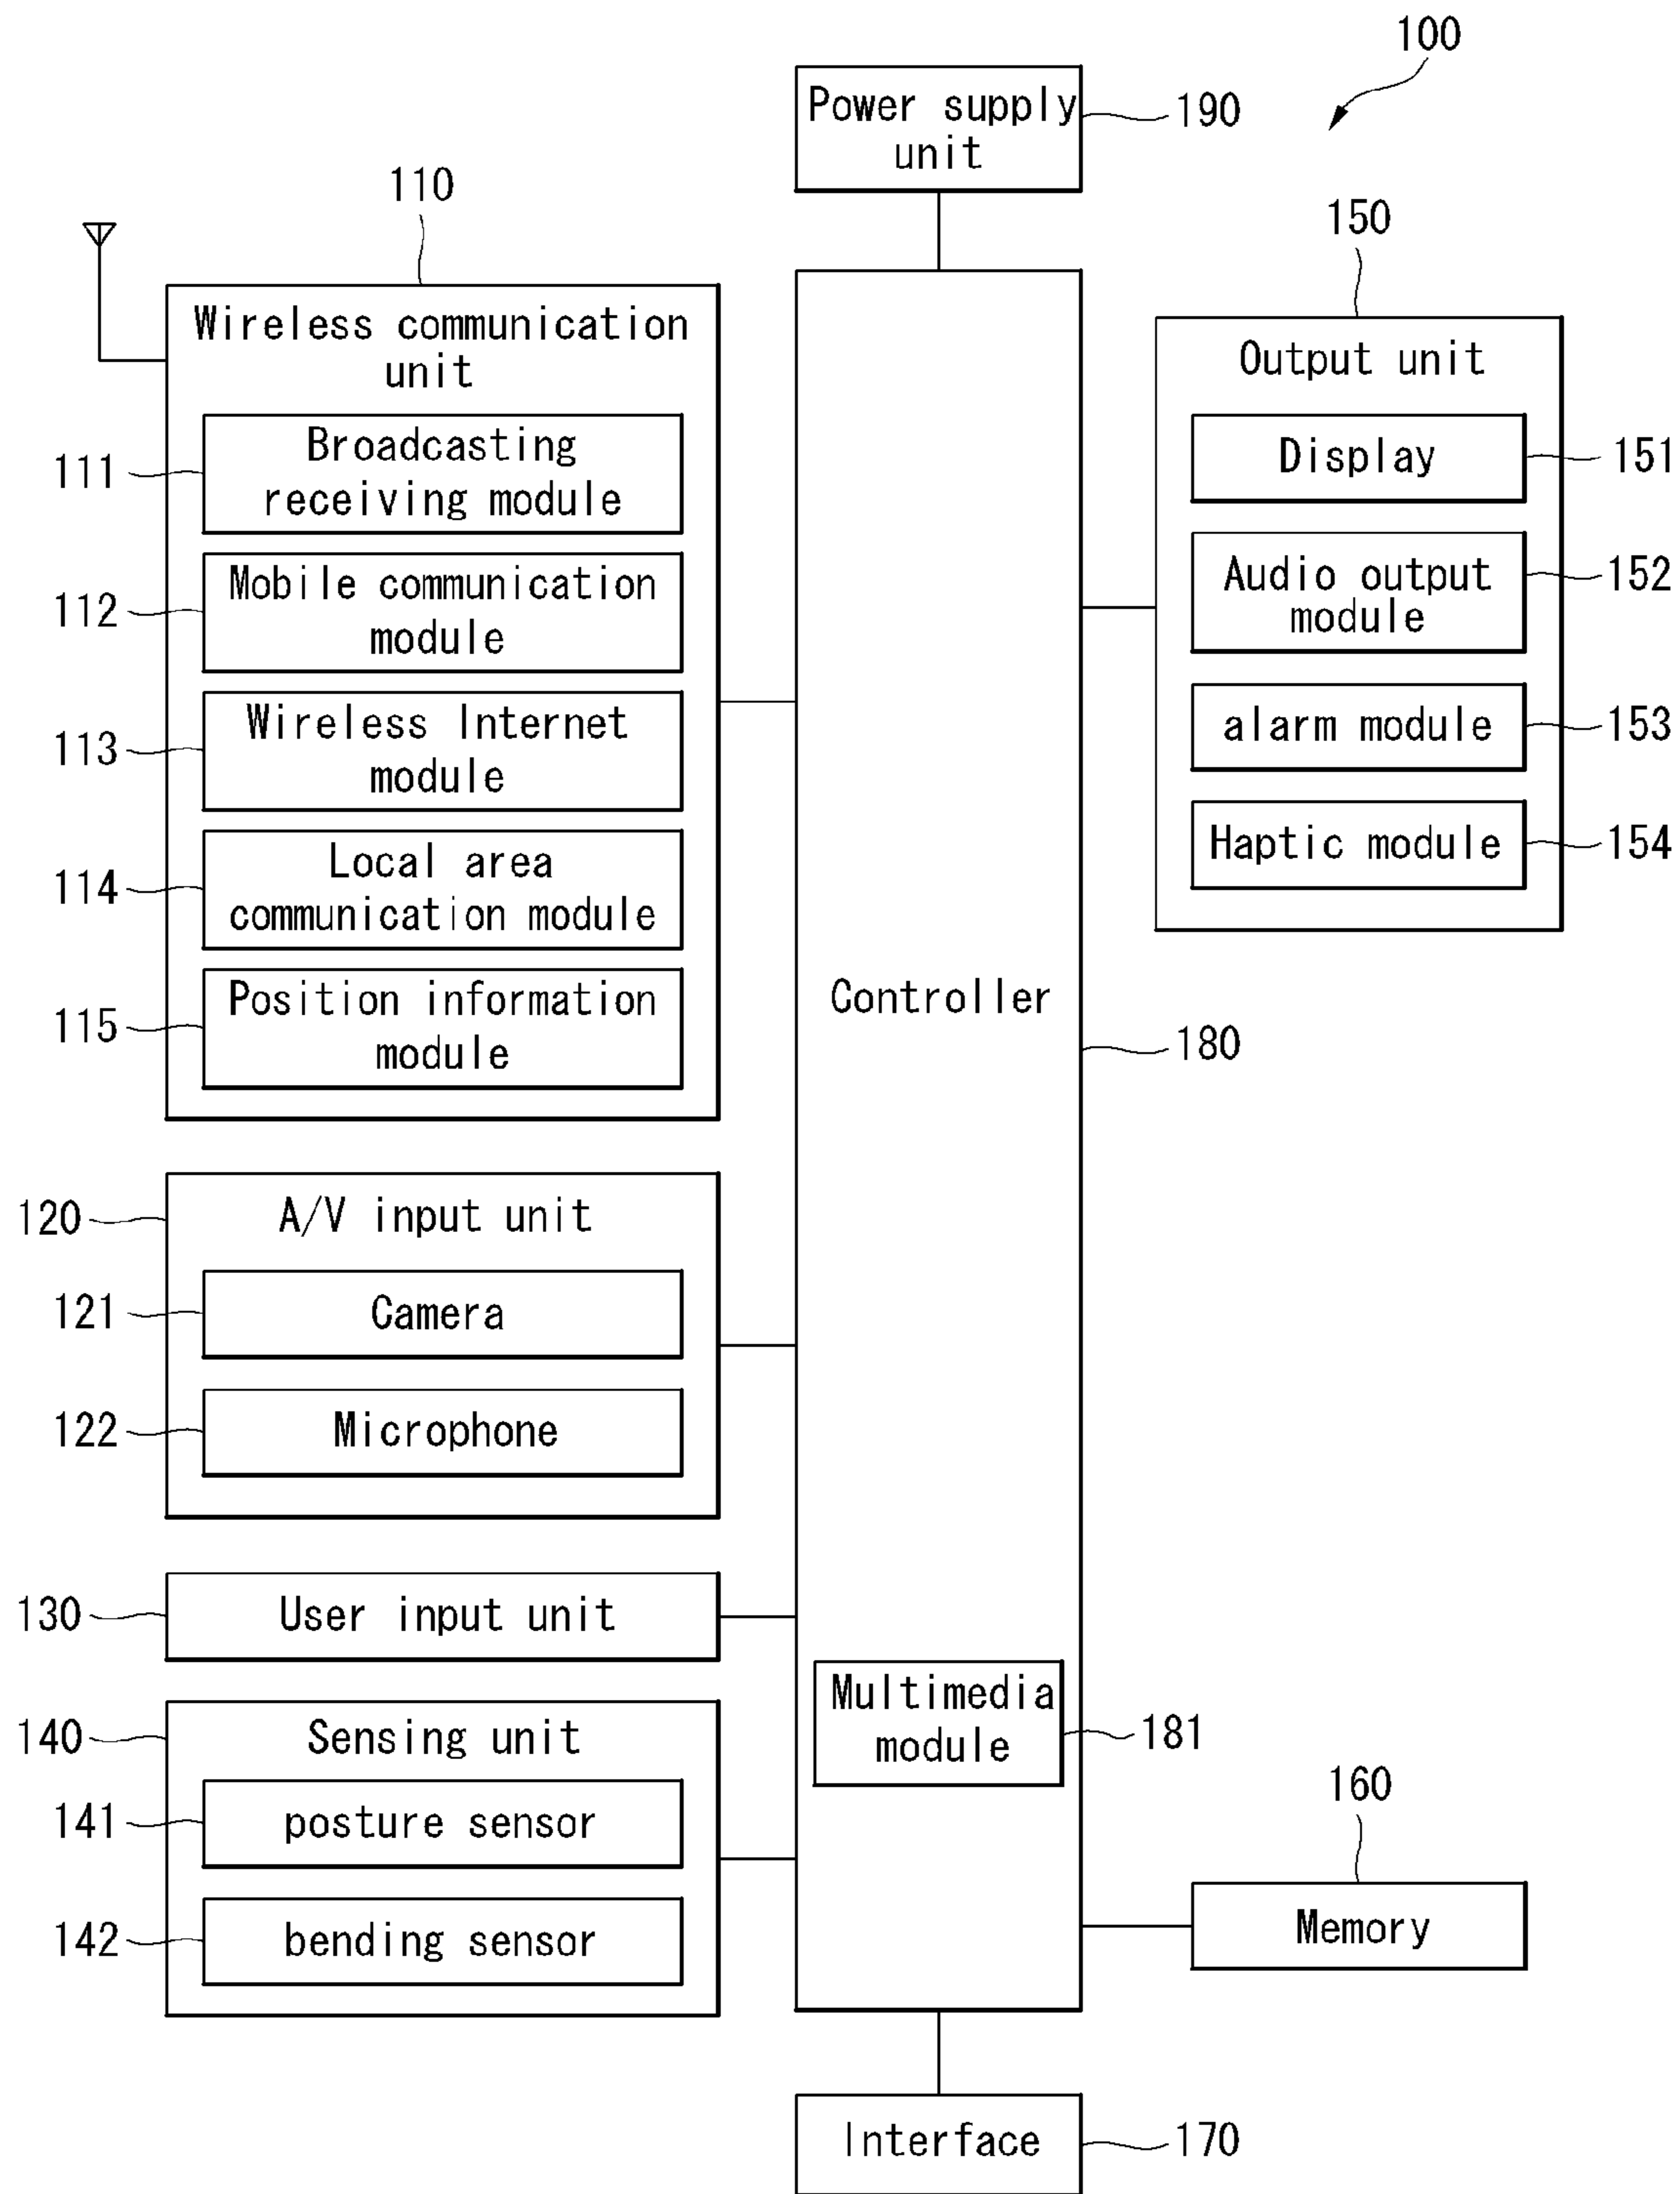 100
Power supply
unit
190
110
150
Wireless communication
unit
Output unit
111
Broadcasting
receiving module
Display
151
112
Mobile communication
module
Audio output
module
152
113
Wireless Internet
module
alarm module
153
114
Local area
communication module
Haptic module
154
115
Position information
module
Controller
180
120
A/V input unit
121
Camera
122
Microphone
130
User input unit
Multimedia
module
181
140
Sensing unit
141
posture sensor
142
bending sensor
160
Memory
Interface
170